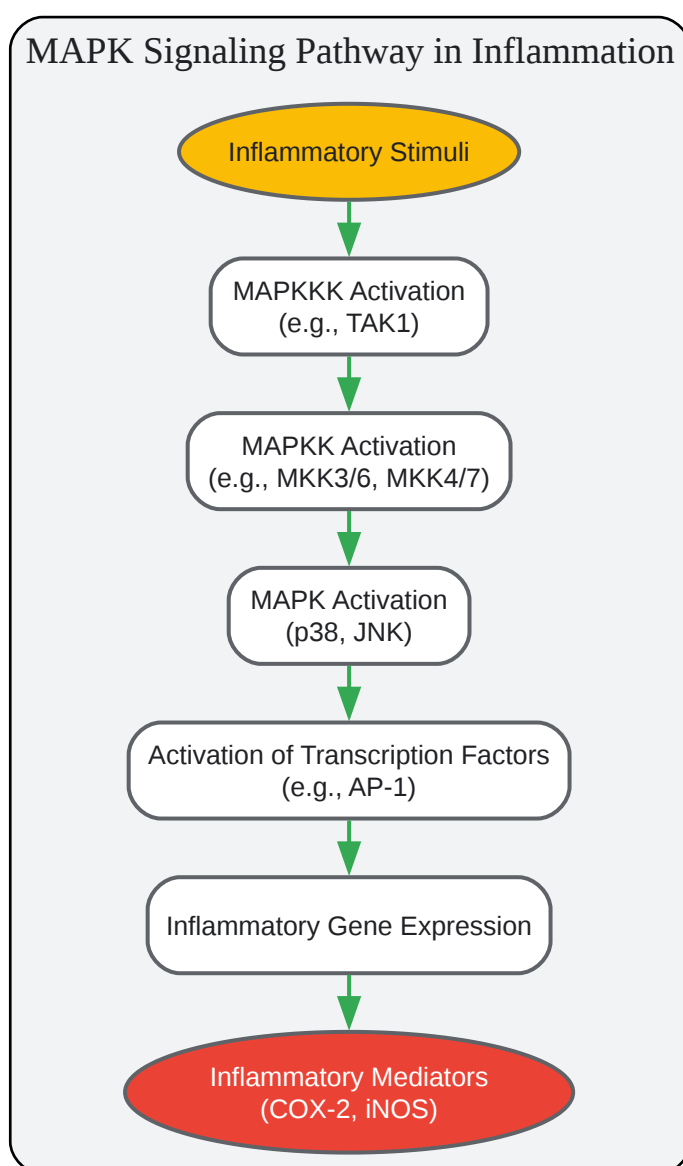 MAPK Signaling Pathway in Inflammation
Inflammatory Stimuli
MAPKKK Activation
(e.g., TAK1)
MAPKK Activation
(e.g., MKK3/6, MKK4/7)
MAPK Activation
(p38, JNK)
Activation of Transcription Factors
(e.g., AP-1)
Inflammatory Gene Expression
Inflammatory Mediators
(COX-2, iNOS)